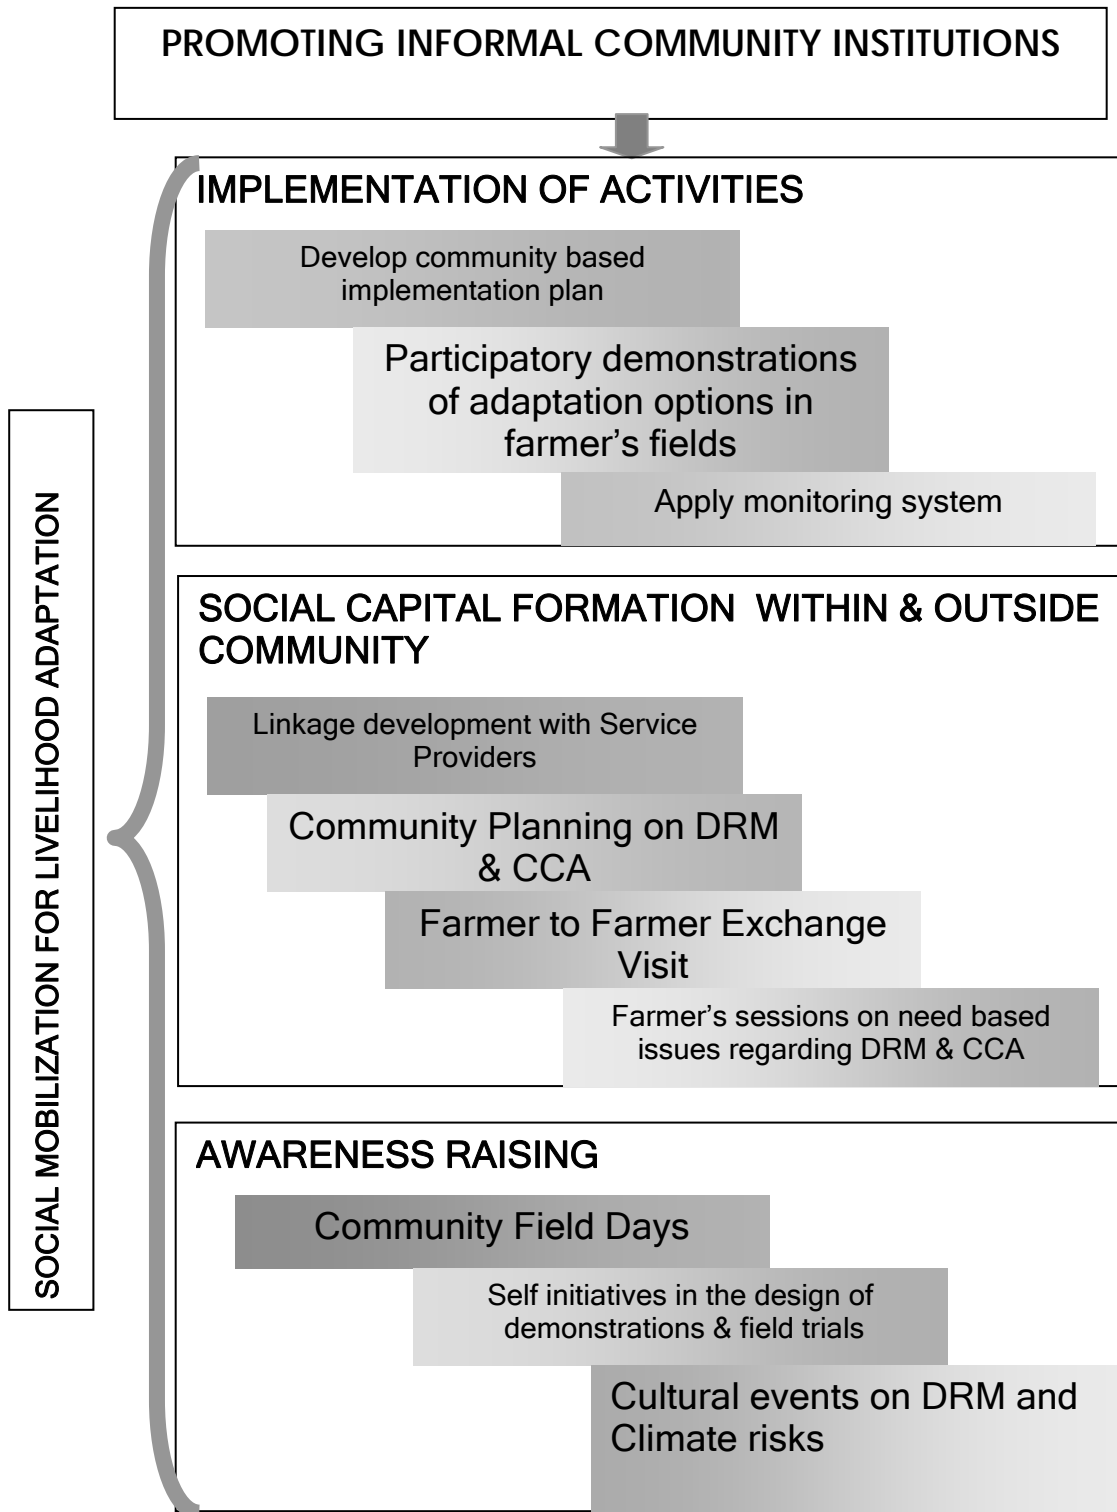 PROMOTING INFORMAL COMMUNITY INSTITUTIONS
IMPLEMENTATION OF ACTIVITIES
Develop community based
implementation plan
Participatory demonstrations
of adaptation options in
farmer’s fields
Apply monitoring system
SOCIAL MOBILIZATION FOR LIVELIHOOD ADAPTATION
SOCIAL CAPITAL FORMATION WITHIN & OUTSIDE
COMMUNITY
Linkage development with Service
Providers
Community Planning on DRM
& CCA
Farmer to Farmer Exchange
Visit
Farmer’s sessions on need based
issues regarding DRM & CCA
AWARENESS RAISING
Community Field Days
Self initiatives in the design of
demonstrations & field trials
Cultural events on DRM and
Climate risks